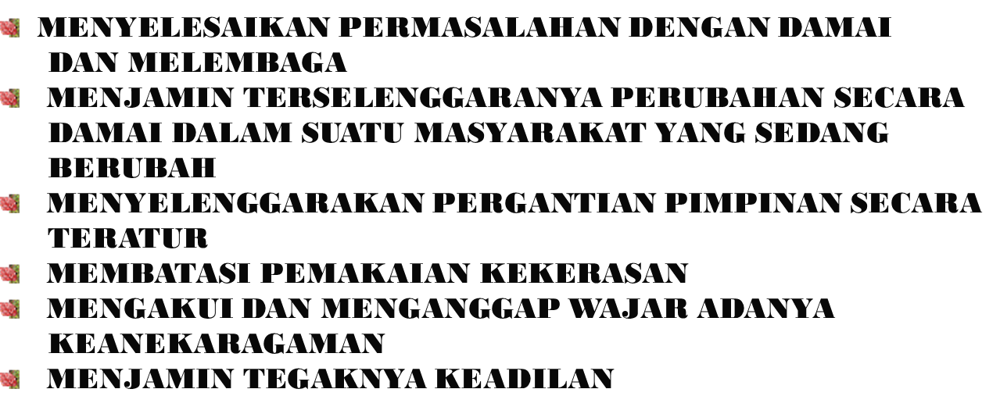 MENYELESAIKAN PERMASALAHAN DENGAN DAMAI
DAN MELEMBAGA
MENJAMIN TERSELENGGARANYA PERUBAHAN SECARA
DAMAI DALAM SUATU MASYARAKAT YANG SEDANG
BERUBAH
MENYELENGGARAKAN PERGANTIAN PIMPINAN SECARA
TERATUR
MEMBATASI PEMAKAIAN KEKERASAN
MENGAKUI DAN MENGANGGAP WAJAR ADANYA
KEANEKARAGAMAN
MENJAMIN TEGAKNYA KEADILAN